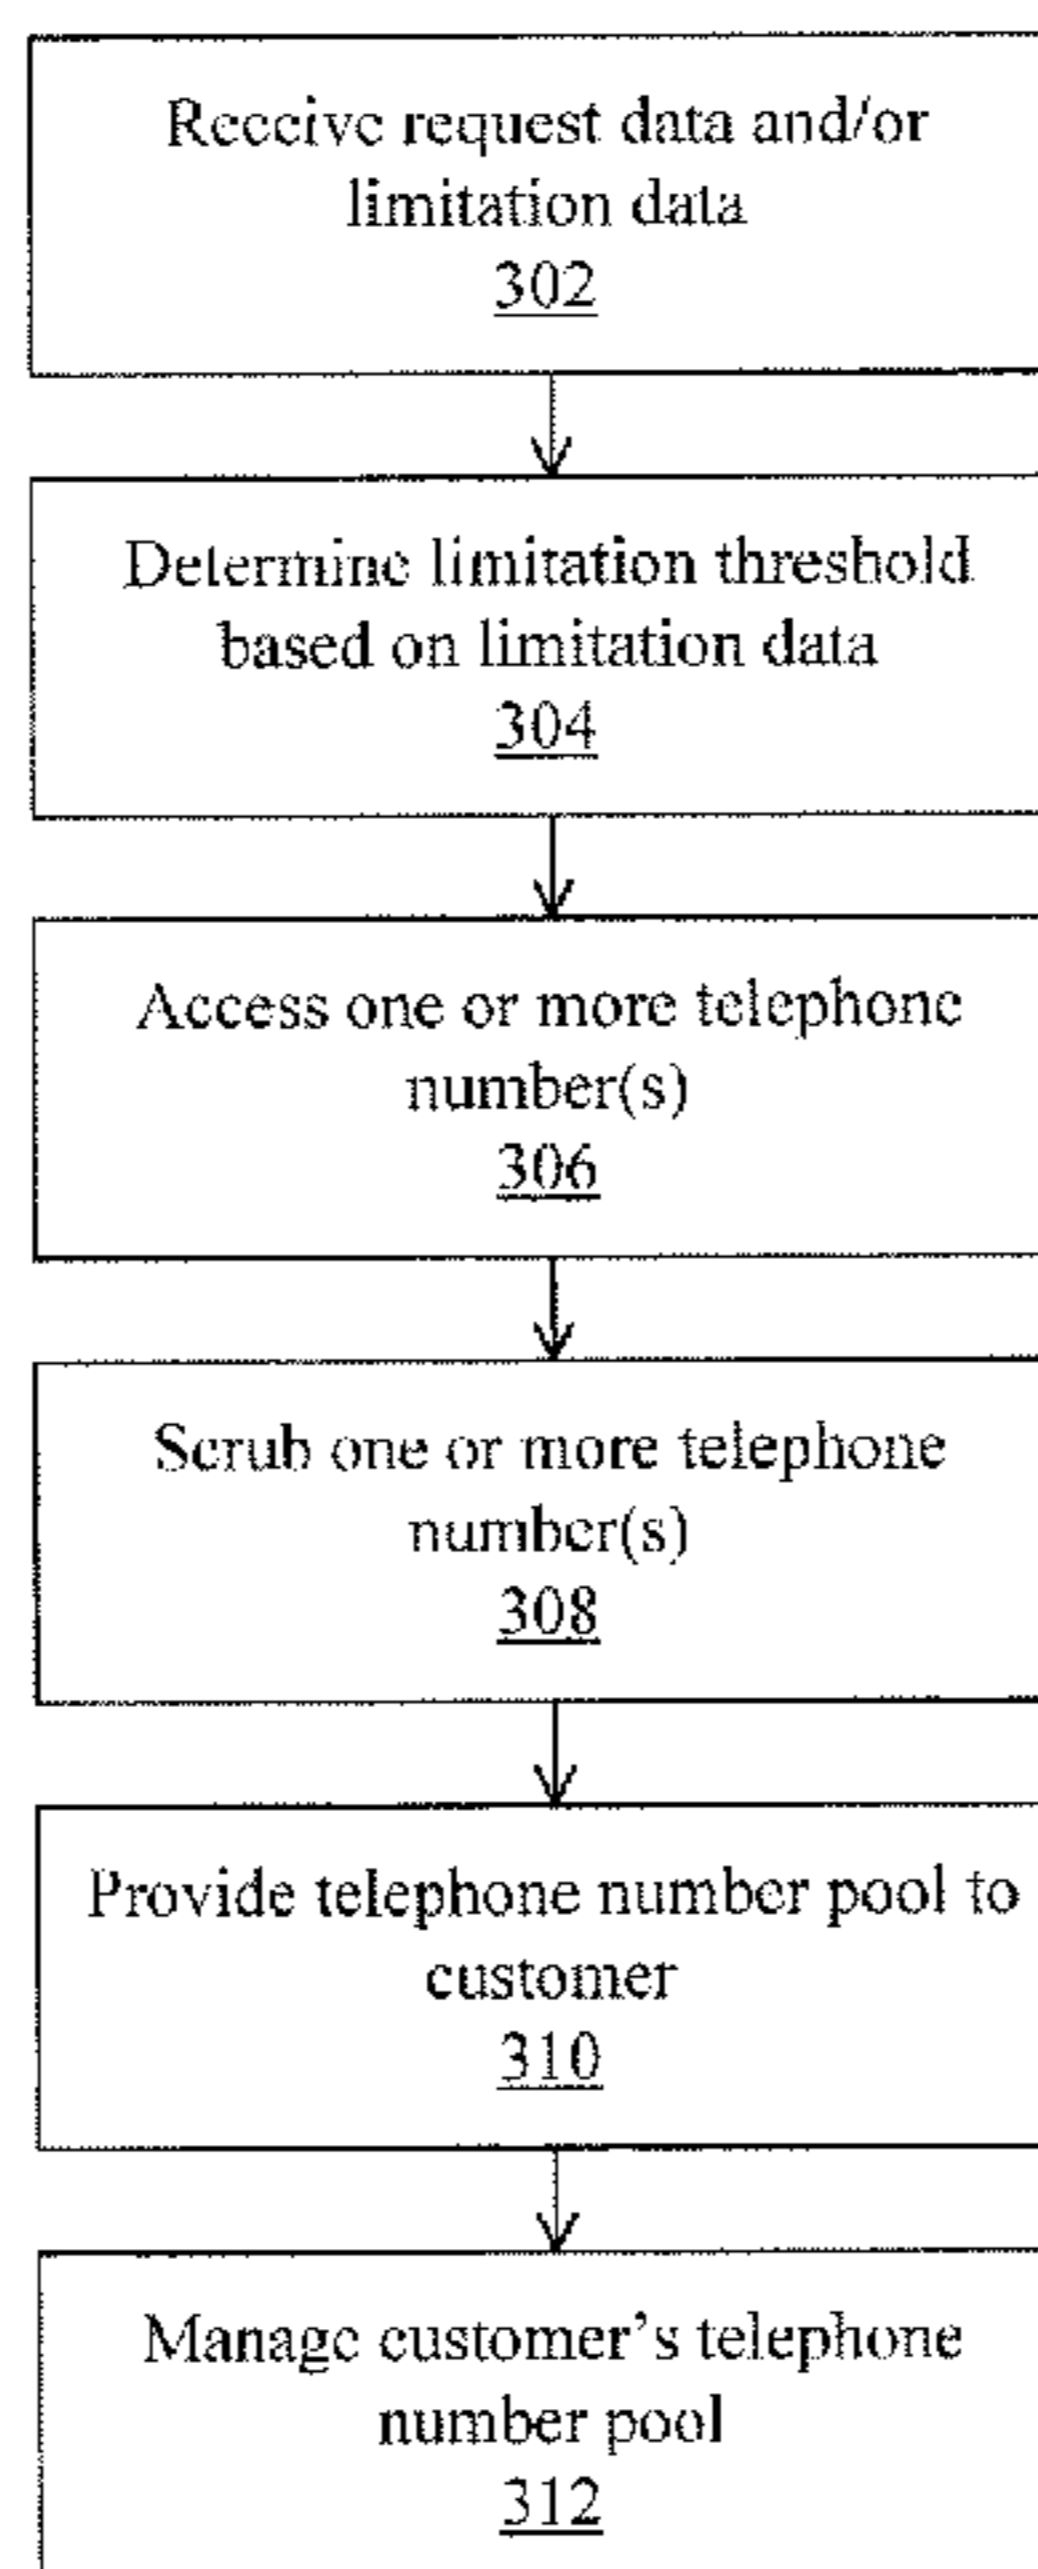 Receive request data and/or
limitation data
302
Determine limitation threshold
based on limitation data
304
Access one or more telephone
number(s)
306
Scrub one or more telephone
number(s)
308
Provide telephone number pool to
customer
310
Manage customer's telephone
number pool
312